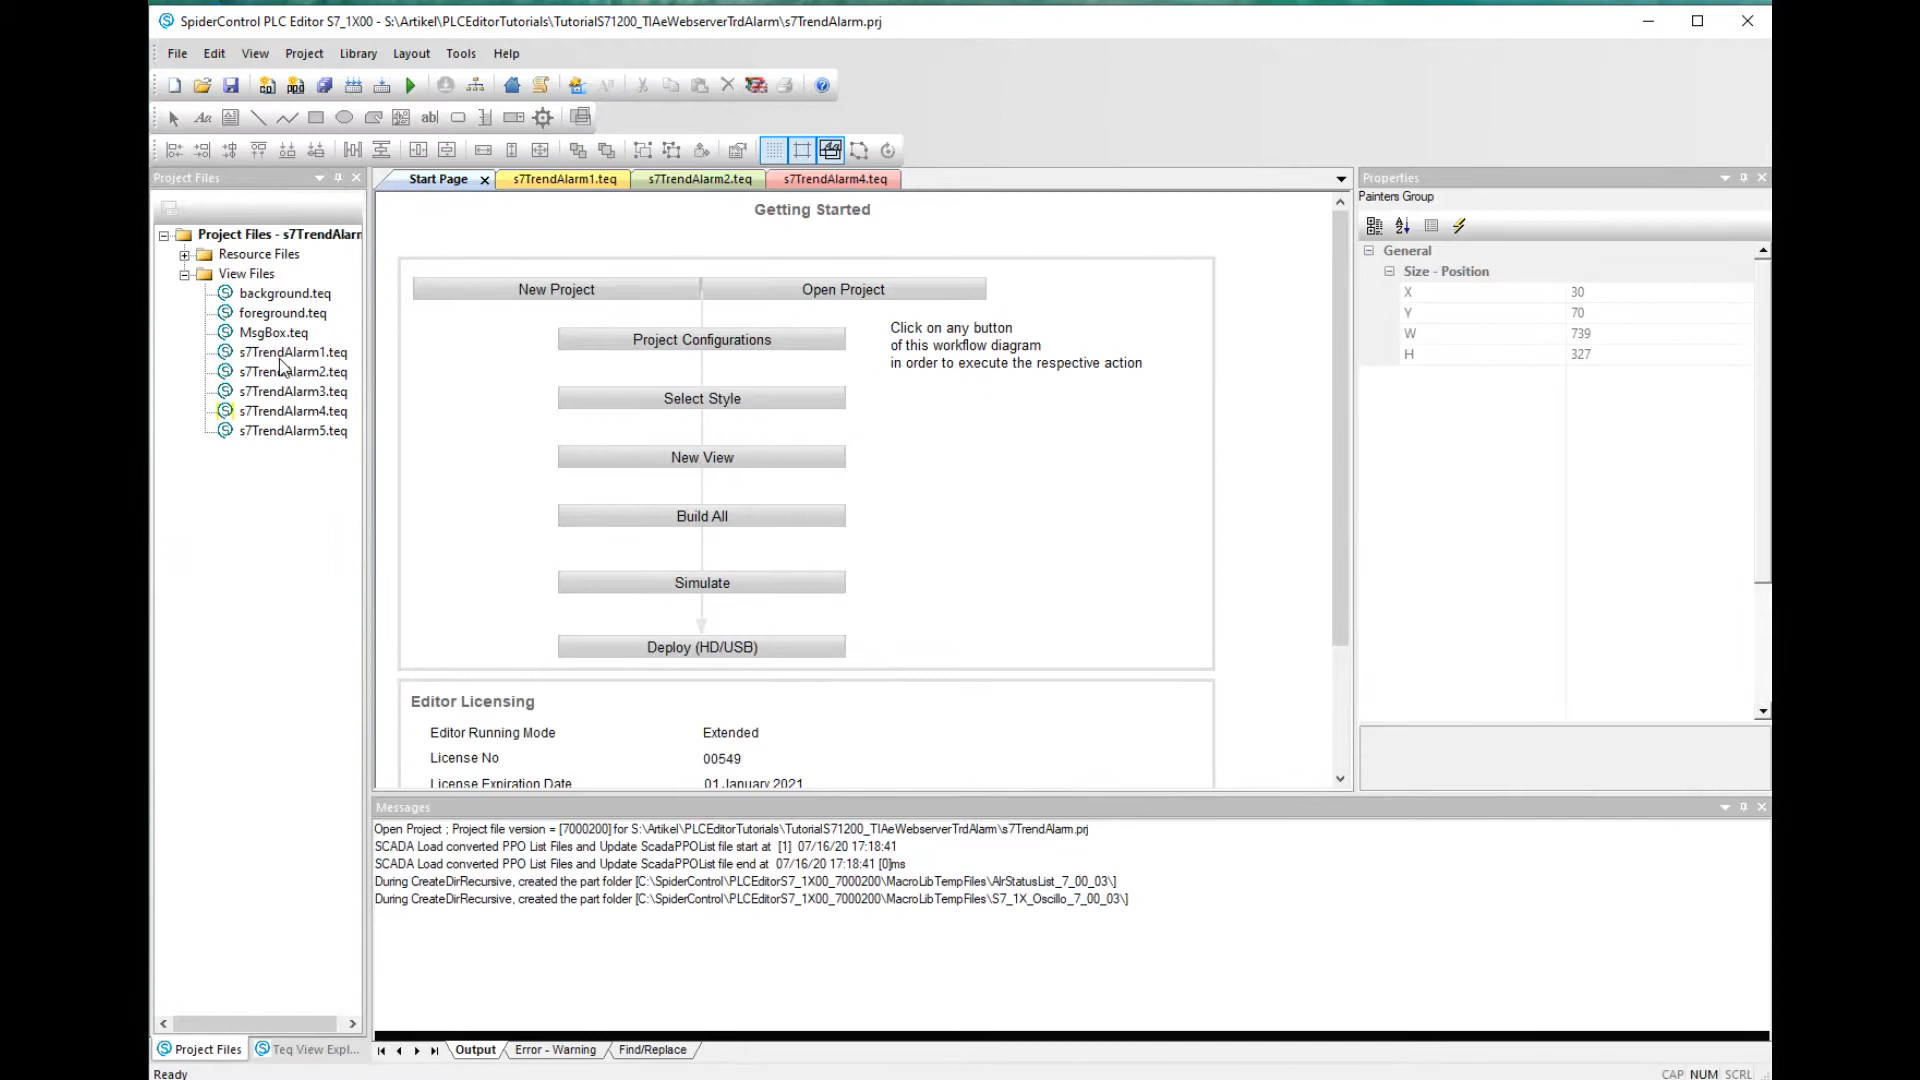 SpiderControl PLC Editor S7_1X00 - S:\Artikel\PLCEditorTutorials\TutorialS71200_TIAeWebserverTrdAlarm\s7TrendAlarm.prj
File Edit View Project Library Layout Tools Help
Project Files
Project Files - s7TrendAlarm
Resource Files
View Files
background.teq
foreground.teq
MsgBox.teq
s7TrendAlarm1.teq
s7TrendAlarm2.teq
s7TrendAlarm3.teq
s7TrendAlarm4.teq
s7TrendAlarm5.teq
Project Files Teq View Expl...
Start Page s7TrendAlarm1.teq s7TrendAlarm2.teq s7TrendAlarm4.teq
Getting Started
New Project Open Project
Project Configurations
Select Style
New View
Build All
Simulate
Deploy (HD/USB)
Click on any button
of this workflow diagram
in order to execute the respective action
Editor Licensing
Editor Running Mode Extended
License No 00549
License Expiration Date 01 January 2021
Properties
Painters Group
General
Size - Position
X 30
Y 70
W 739
H 327
Messages
Open Project ; Project file version = [7000200] for S:\Artikel\PLCEditorTutorials\TutorialS71200_TIAeWebserverTrdAlarm\s7TrendAlarm.prj
SCADA Load converted PPO List Files and Update ScadaPPOList file start at [1] 07/16/20 17:18:41
SCADA Load converted PPO List Files and Update ScadaPPOList file end at 07/16/20 17:18:41 [0]ms
During CreateDirRecursive, created the part folder [C:\SpiderControl\PLCEditorS7_1X00_7000200\MacroLibTempFiles\AlrStatusList_7_00_03\]
During CreateDirRecursive, created the part folder [C:\SpiderControl\PLCEditorS7_1X00_7000200\MacroLibTempFiles\S7_1X_Oscillo_7_00_03\]
Output Error - Warning Find/Replace
Ready
CAP NUM SCRL